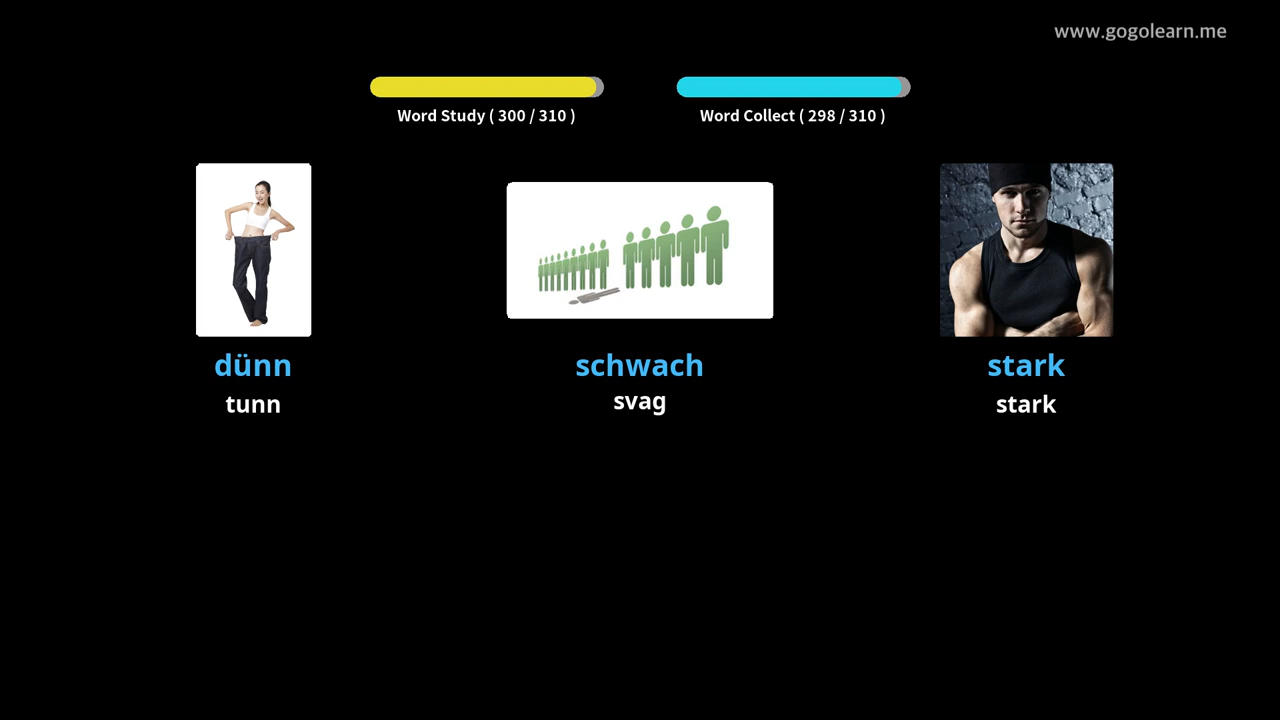 www.gogolearn.me
Word Study ( 300 / 310 )
Word Collect ( 298 / 310 )
dünn
schwach
stark
tunn
svag
stark